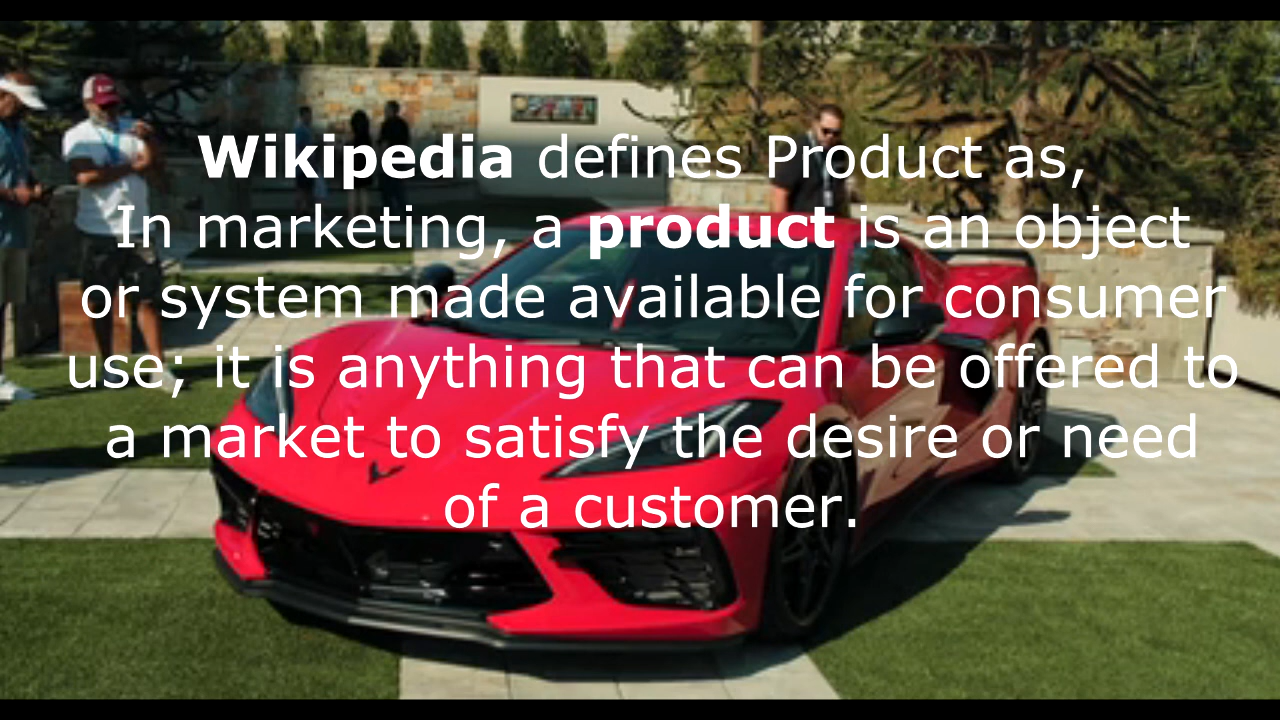 Wikipedia defines Product as,
In marketing, a product is an object
or system made available for consumer
use; it is anything that can be offered to
a market to satisfy the desire or need
of a customer.